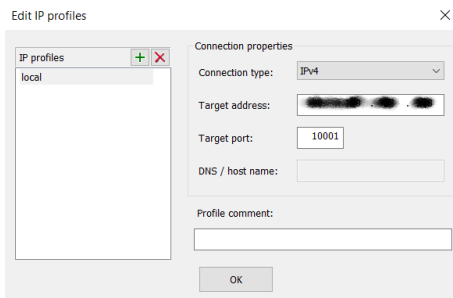 Edit IP profiles
IP profiles
local
Connection properties
Connection type: IPv4
Target address:
Target port: 10001
DNS / host name:
Profile comment:
OK